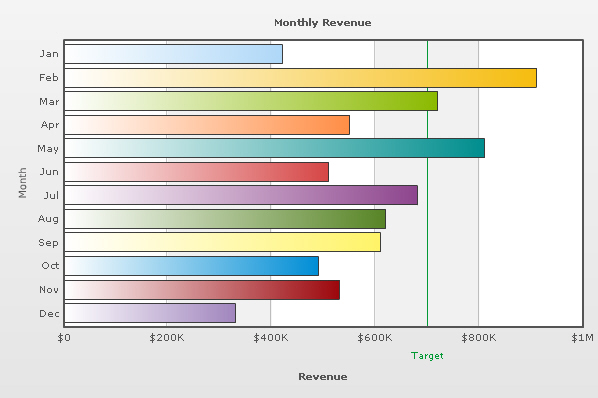 Monthly Revenue
Jan
Feb
Mar
Apr
May
Jun
Jul
Aug
Sep
Oct
Nov
Dec
Month
$0 $200K $400K $600K $800K $1M
Target
Revenue